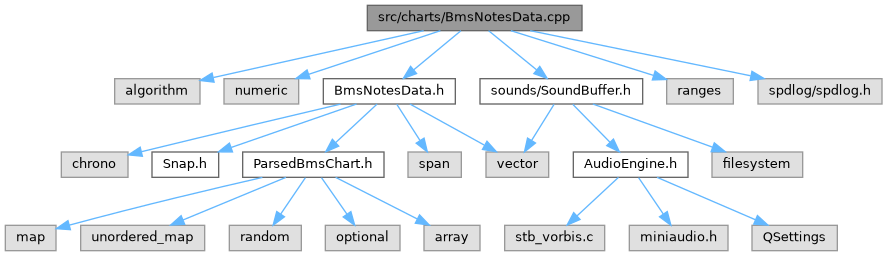 src/charts/BmsNotesData.cpp
algorithm
numeric
BmsNotesData.h
sounds/SoundBuffer.h
ranges
spdlog/spdlog.h
chrono
Snap.h
ParsedBmsChart.h
span
vector
AudioEngine.h
filesystem
map
unordered_map
random
optional
array
stb_vorbis.c
miniaudio.h
QSettings